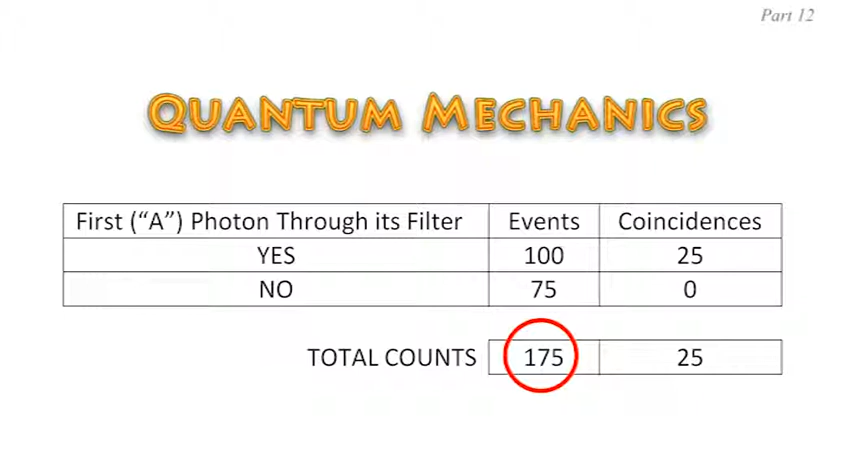 Part 12
QUANTUM MECHANICS
First (“A”) Photon Through its Filter Events Coincidences
YES 100 25
NO 75 0
TOTAL COUNTS 175 25